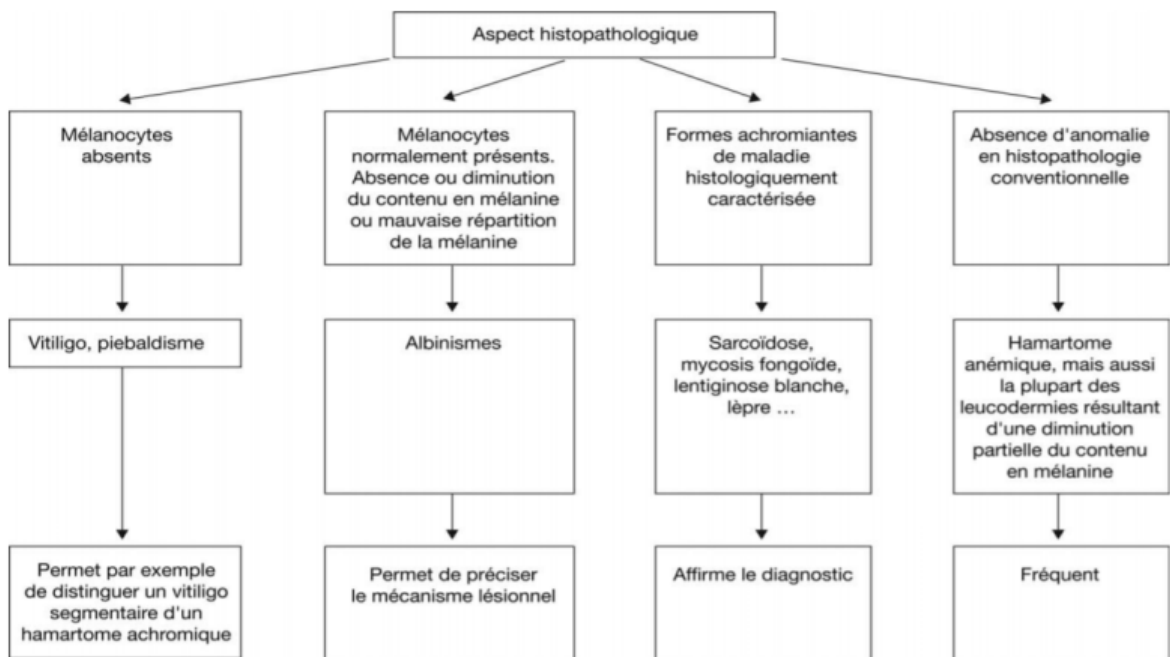 Aspect histopathologique
Mélanocytes
absents
Mélanocytes
normalement présents.
Absence ou diminution
du contenu en mélanine
ou mauvaise répartition
de la mélanine
Formes achromiantes
de maladie
histologiquement
caractérisée
Absence d'anomalie
en histopathologie
conventionnelle
Vitiligo, piebaldisme
Albinismes
Sarcoïdose,
mycosis fongoïde,
lentiginose blanche,
lèpre ...
Hamartome
anémique, mais aussi
la plupart des
leucodermies résultant
d'une diminution
partielle du contenu
en mélanine
Permet par exemple
de distinguer un vitiligo
segmentaire d'un
hamartome achromique
Permet de préciser
le mécanisme lésionnel
Affirme le diagnostic
Fréquent